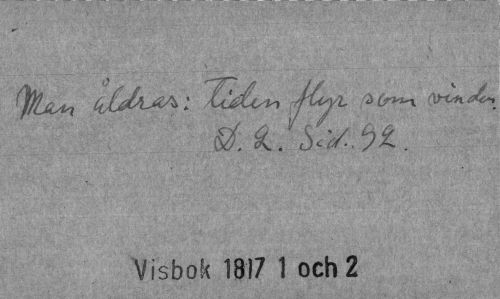 Man åldras: tiden flyr som vinden.
D. 2. Sid. 92.
Visbok 1817 1 och 2